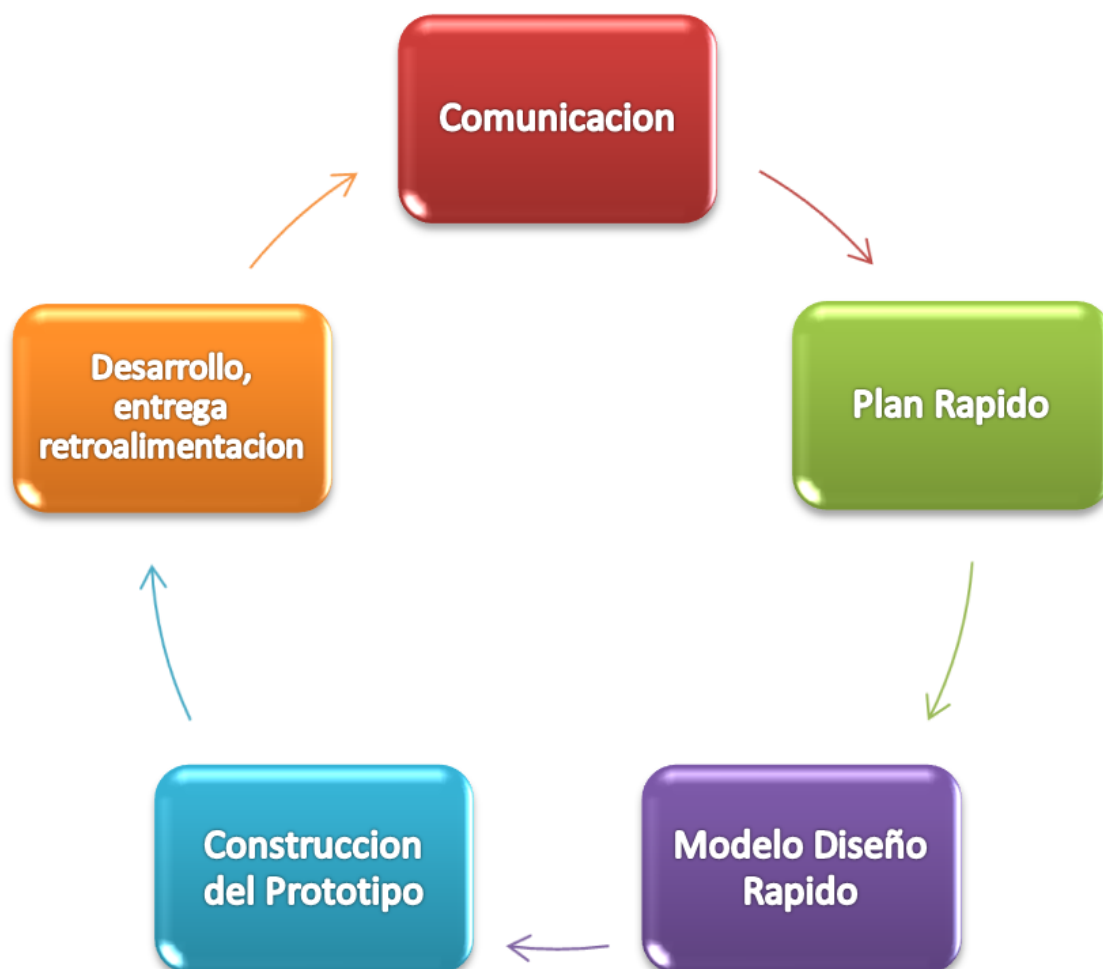 Comunicacion
Plan Rapido
Modelo Diseño
Rapido
Construccion
del Prototipo
Desarrollo,
entrega
retroalimentacion